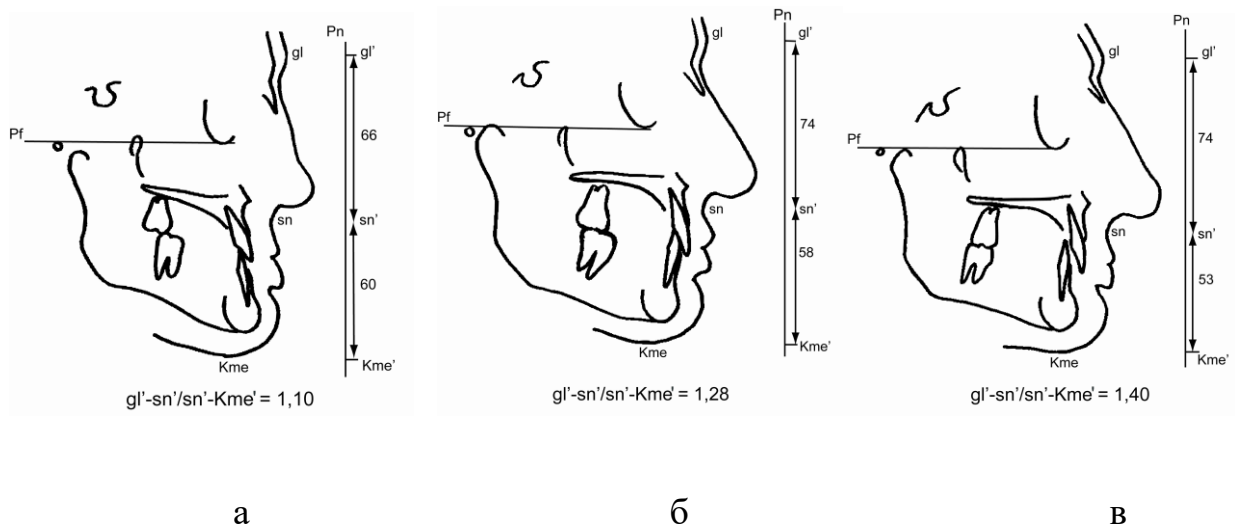 Pn
gl
gl'
66
Pf
sn
sn'
60
Kme
Kme'
gl'-sn'/sn'-Kme' = 1,10
Pn
gl
gl'
74
Pf
sn
sn'
58
Kme
Kme'
gl'-sn'/sn'-Kme' = 1,28
Pn
gl
gl'
74
Pf
sn
sn'
53
Kme
Kme'
gl'-sn'/sn'-Kme' = 1,40
а
б
в